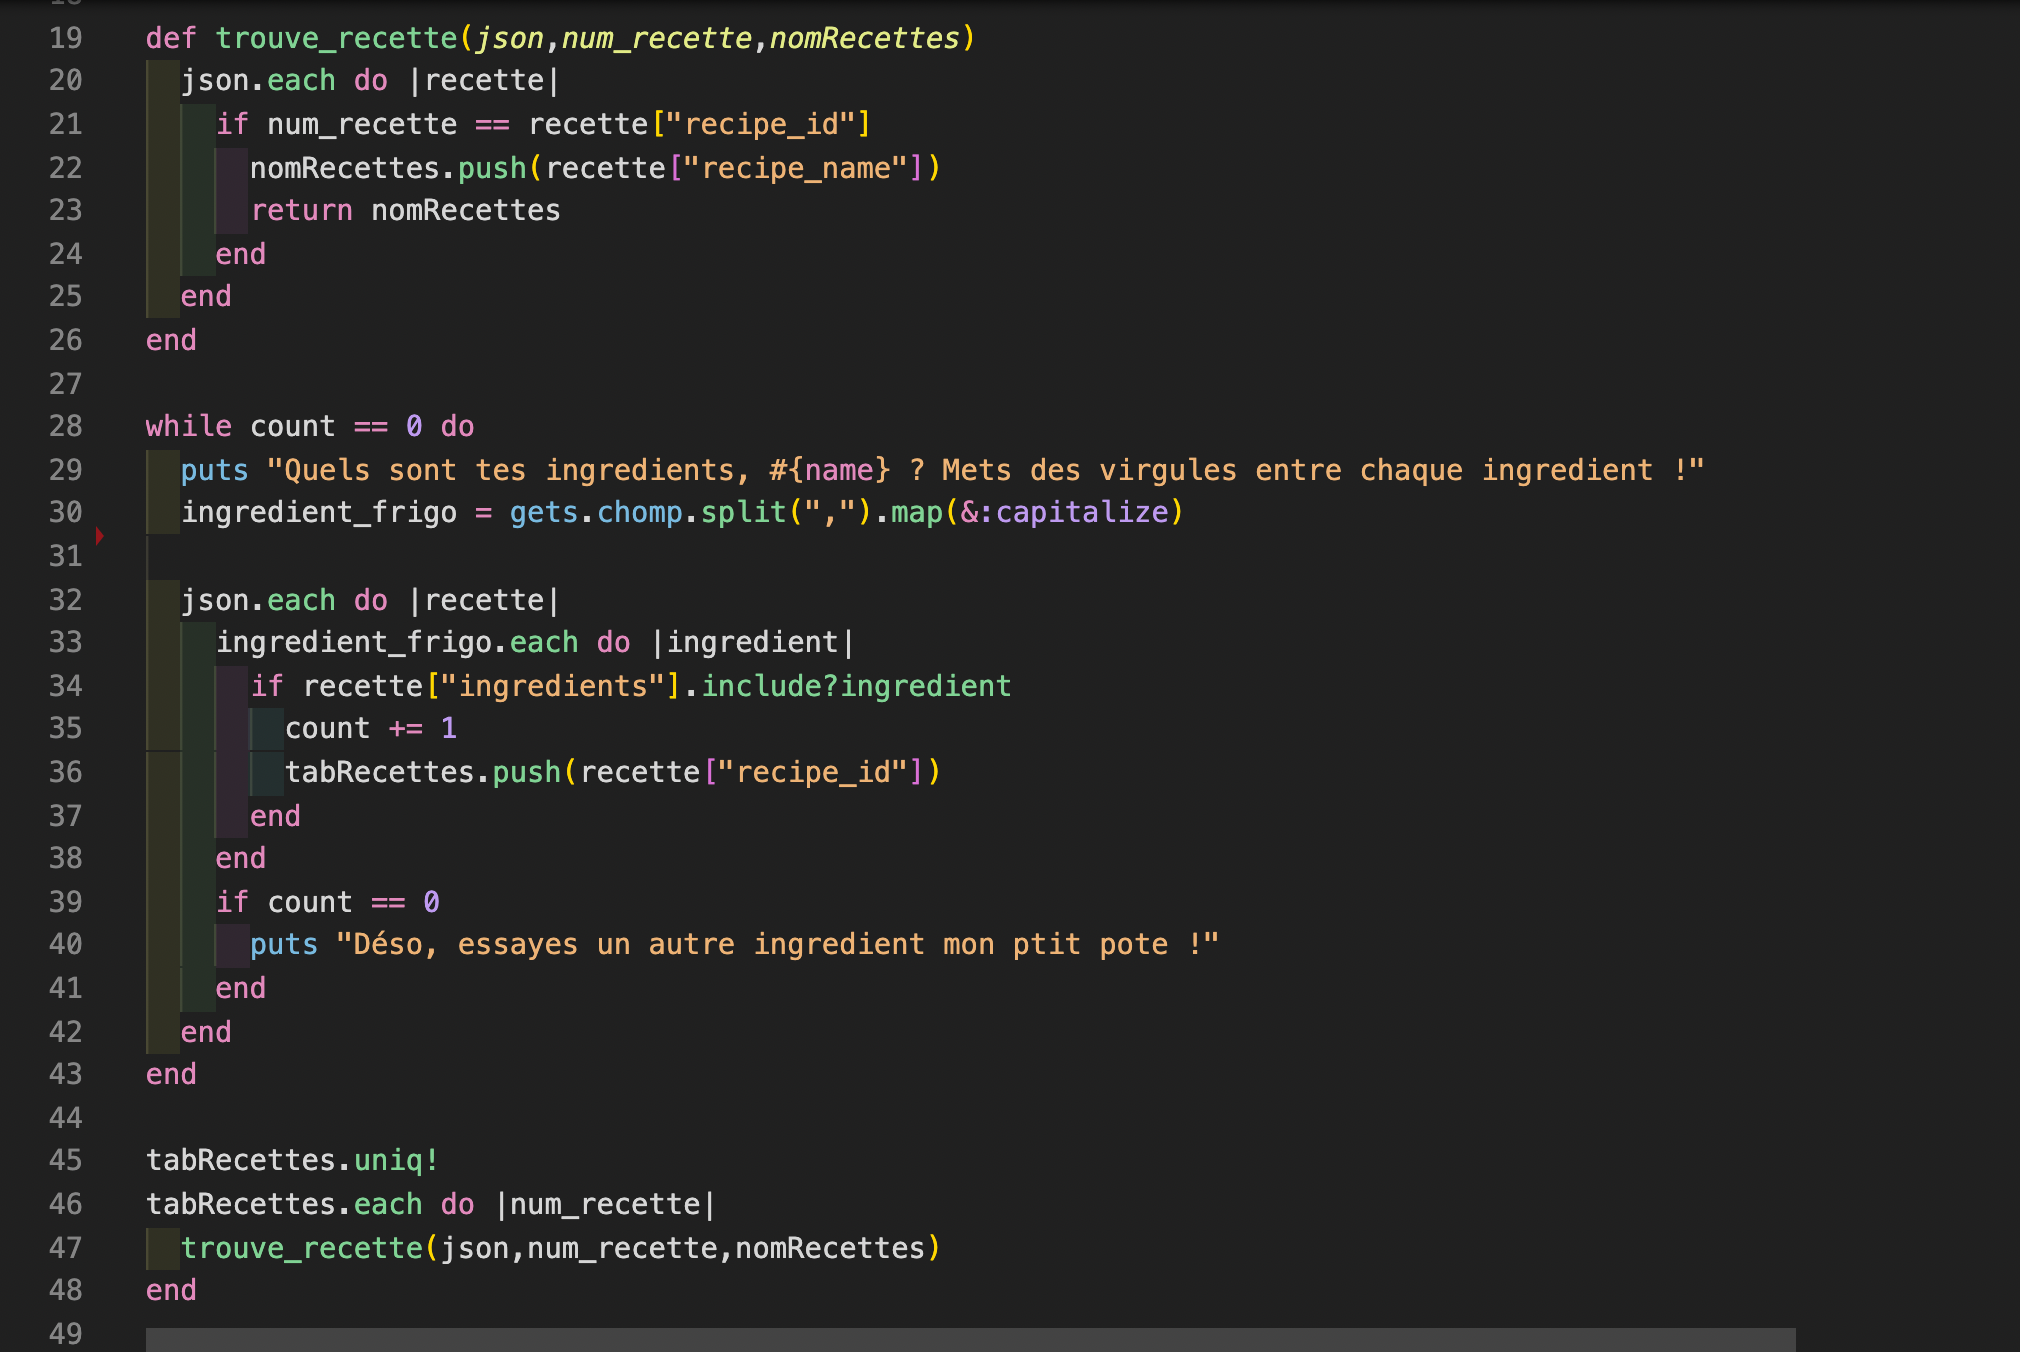 19 def trouve_recette(json,num_recette,nomRecettes)
20 json.each do |recette|
21 if num_recette == recette["recipe_id"]
22 nomRecettes.push(recette["recipe_name"])
23 return nomRecettes
24 end
25 end
26 end
27
28 while count == 0 do
29 puts "Quels sont tes ingredients, #{name} ? Mets des virgules entre chaque ingredient !"
30 ingredient_frigo = gets.chomp.split(",").map(&:capitalize)
31
32 json.each do |recette|
33 ingredient_frigo.each do |ingredient|
34 if recette["ingredients"].include?ingredient
35 count += 1
36 tabRecettes.push(recette["recipe_id"])
37 end
38 end
39 if count == 0
40 puts "Déso, essayes un autre ingredient mon ptit pote !"
41 end
42 end
43 end
44
45 tabRecettes.uniq!
46 tabRecettes.each do |num_recette|
47 trouve_recette(json,num_recette,nomRecettes)
48 end
49